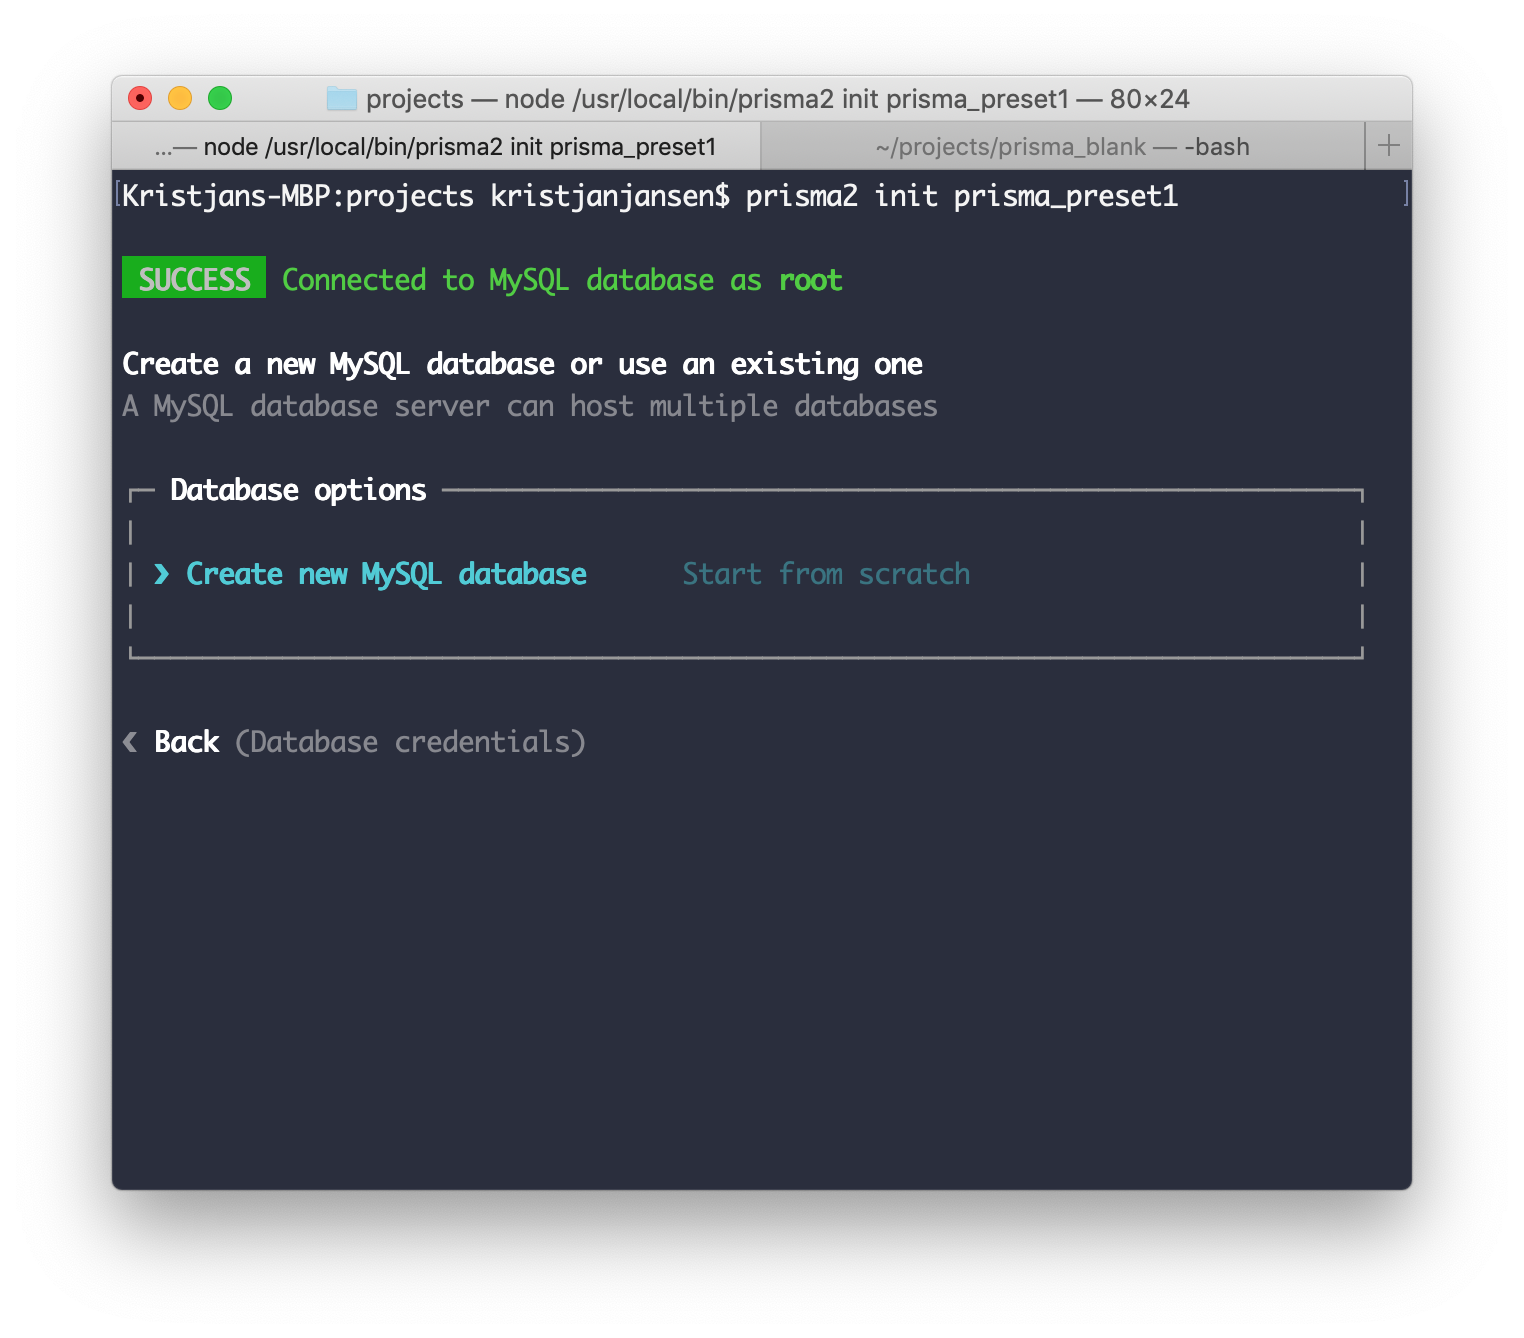 projects — node /usr/local/bin/prisma2 init prisma_preset1 — 80×24
...— node /usr/local/bin/prisma2 init prisma_preset1
~/projects/prisma_blank — -bash
[Kristjans-MBP:projects kristjanjansen$ prisma2 init prisma_preset1 ]
SUCCESS Connected to MySQL database as root
Create a new MySQL database or use an existing one
A MySQL database server can host multiple databases
Database options
❯ Create new MySQL database Start from scratch
❮ Back (Database credentials)